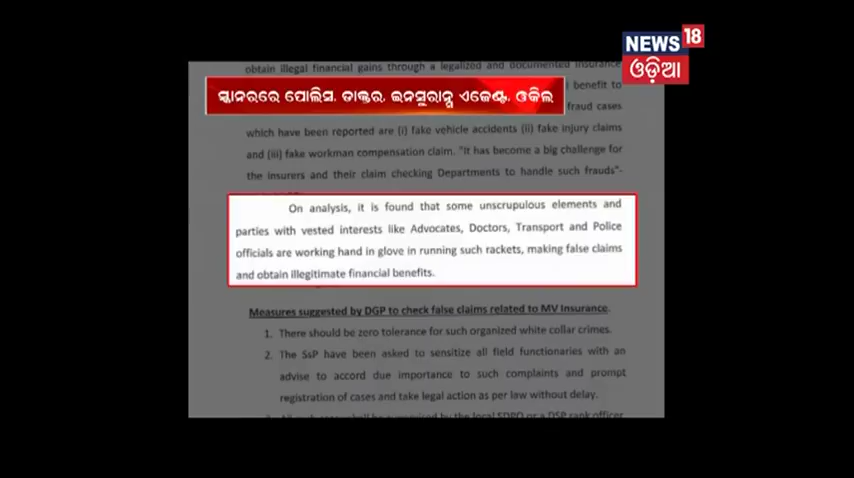 NEWS 18
ଓଡ଼ିଆ
obtain illegal financial gains through a legalized and documented insurance
ସ୍କାନରରେ ପୋଲିସ, ଡାକ୍ତର, ଇନସୁରାନ୍ସ ଏଜେଣ୍ଟ, ଓକିଲ
benefit to
fraud cases
which have been reported are (i) fake vehicle accidents (ii) fake injury claims
and (iii) fake workman compensation claim. "It has become a big challenge for
the insurers and their claim checking Departments to handle such frauds"-
On analysis, it is found that some unscrupulous elements and
parties with vested interests like Advocates, Doctors, Transport and Police
officials are working hand in glove in running such rackets, making false claims
and obtain illegitimate financial benefits.
Measures suggested by DGP to check false claims related to MV Insurance.
1. There should be zero tolerance for such organized white collar crimes.
2. The SsP have been asked to sensitize all field functionaries with an
advise to accord due importance to such complaints and prompt
registration of cases and take legal action as per law without delay.
by the local SDPO or a DSP rank officer